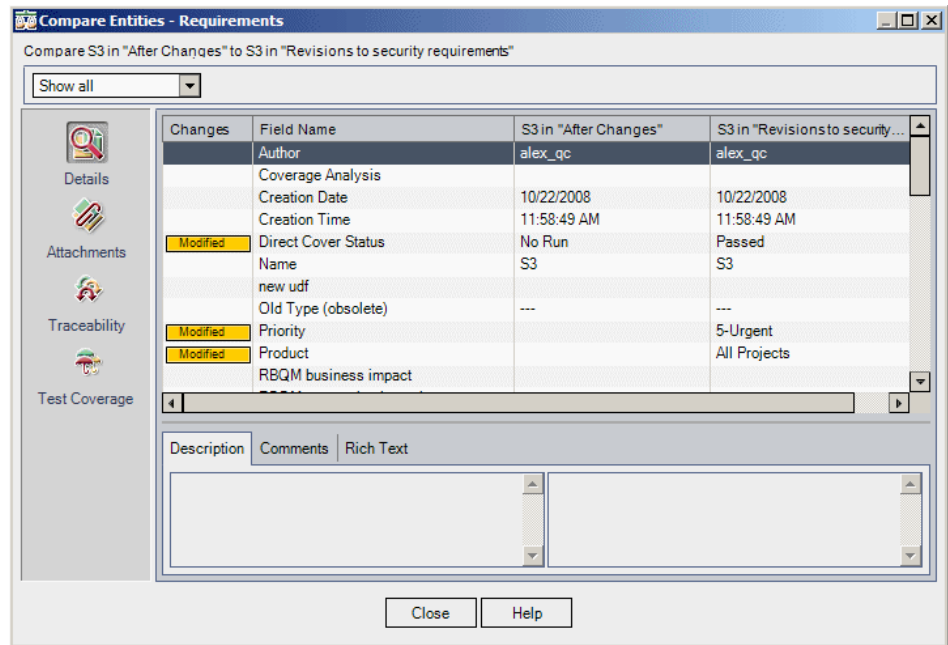 Compare Entities - Requirements
Compare S3 in "After Changes" to S3 in "Revisions to security requirements"
Show all
Details
Attachments
Traceability
Test Coverage
Changes Field Name S3 in "After Changes" S3 in "Revisions to security...
Author alex_qc alex_qc
Coverage Analysis
Creation Date 10/22/2008 10/22/2008
Creation Time 11:58:49 AM 11:58:49 AM
Modified Direct Cover Status No Run Passed
Name S3 S3
new udf
Old Type (obsolete) --- ---
Modified Priority 5-Urgent
Modified Product All Projects
RBQM business impact
Description Comments Rich Text
Close Help